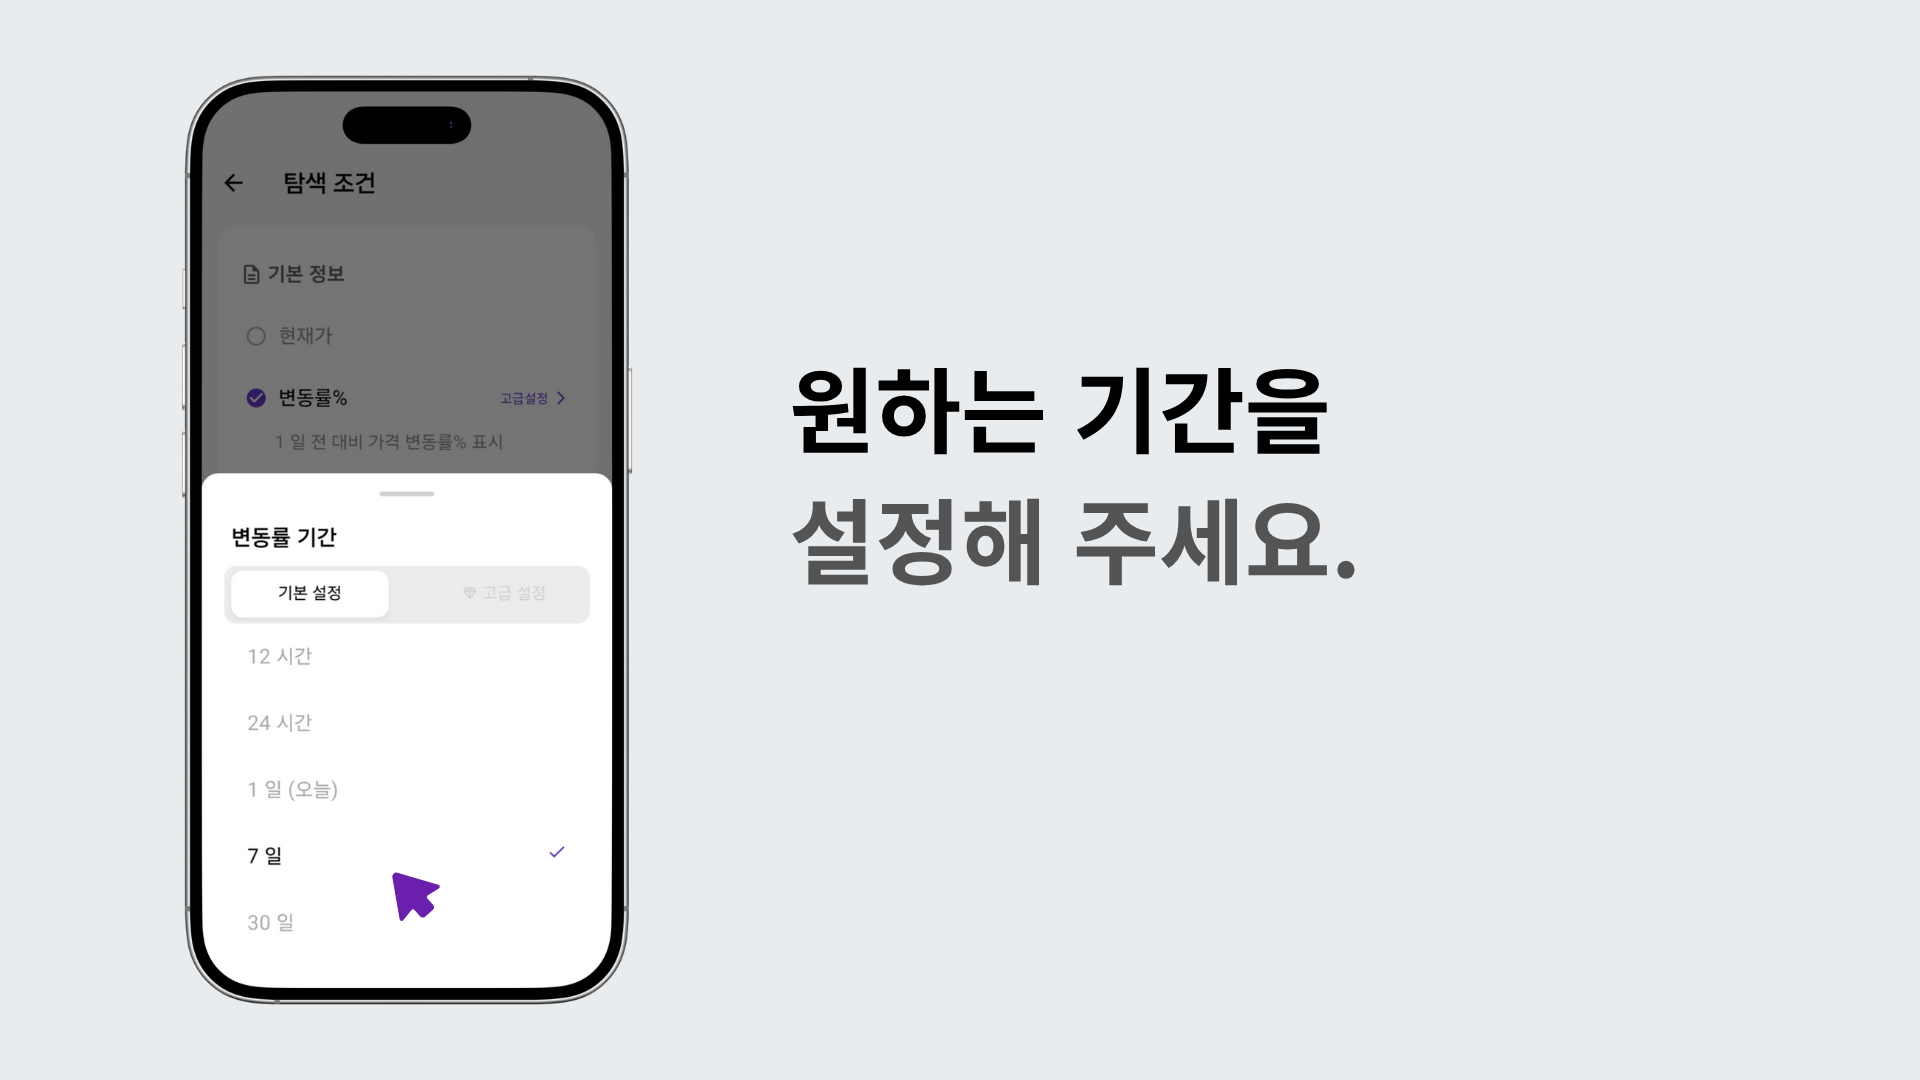 탐색 조건
기본 정보
현재가
변동률% 고급설정
1 일 전 대비 가격 변동률% 표시
변동률 기간
기본 설정 고급 설정
12 시간
24 시간
1 일 (오늘)
7 일
30 일
원하는 기간을
설정해 주세요.